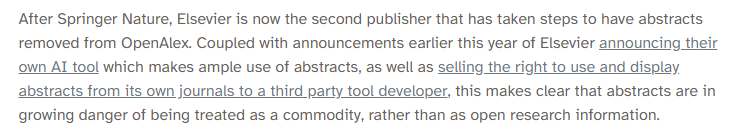 After Springer Nature, Elsevier is now the second publisher that has taken steps to have abstracts
removed from OpenAlex. Coupled with announcements earlier this year of Elsevier announcing their
own AI tool which makes ample use of abstracts, as well as selling the right to use and display
abstracts from its own journals to a third party tool developer, this makes clear that abstracts are in
growing danger of being treated as a commodity, rather than as open research information.